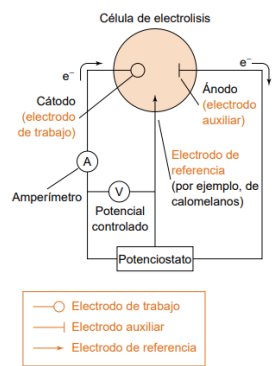 Célula de electrolisis
e⁻
e⁻
Cátodo
(electrodo
de trabajo)
Ánodo
(electrodo
auxiliar)
A
Amperímetro
V
Potencial
controlado
Electrodo de
referencia
(por ejemplo, de
calomelanos)
Potenciostato
Electrodo de trabajo
Electrodo auxiliar
Electrodo de referencia